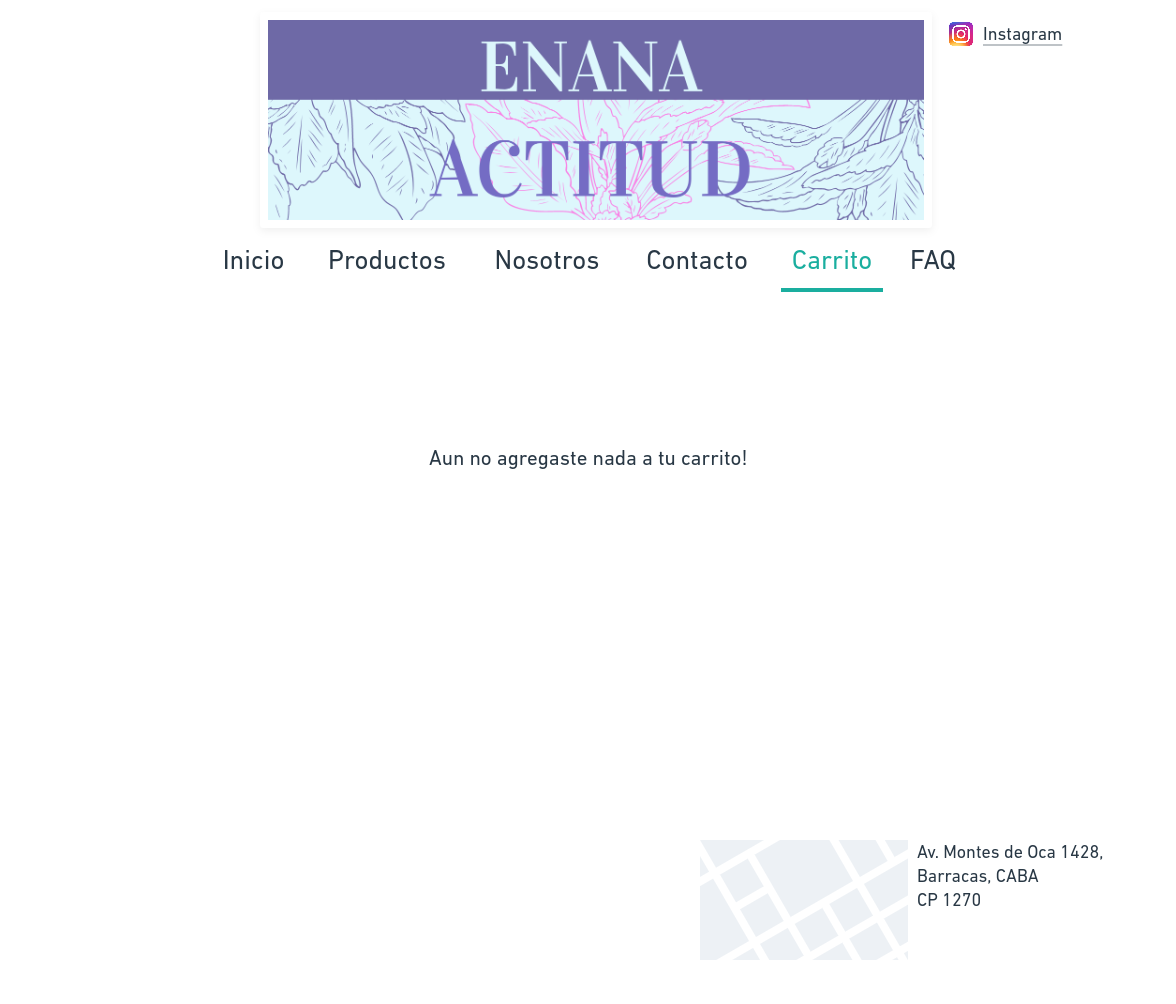 ENANA
ACTITUD
Instagram
Inicio Productos Nosotros Contacto Carrito FAQ
Aun no agregaste nada a tu carrito!
Av. Montes de Oca 1428,
Barracas, CABA
CP 1270